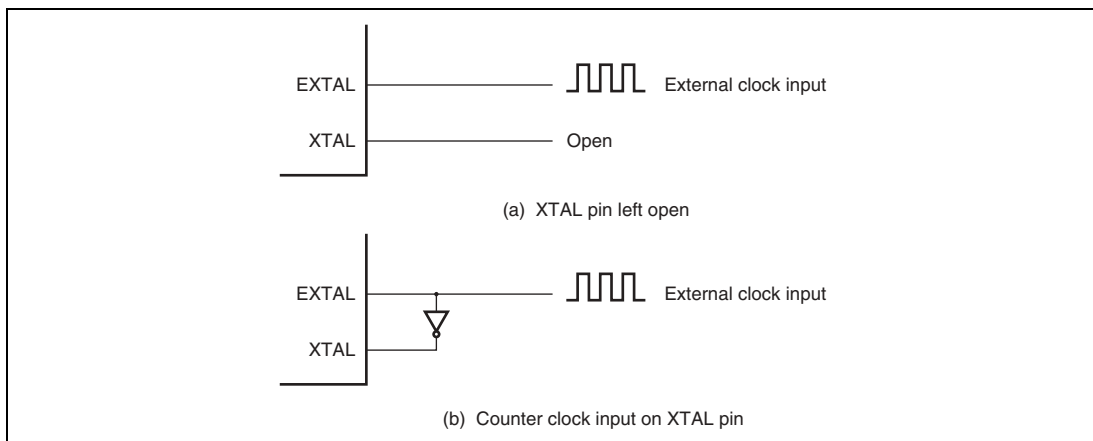 EXTAL External clock input
XTAL Open
(a) XTAL pin left open
EXTAL External clock input
XTAL
(b) Counter clock input on XTAL pin